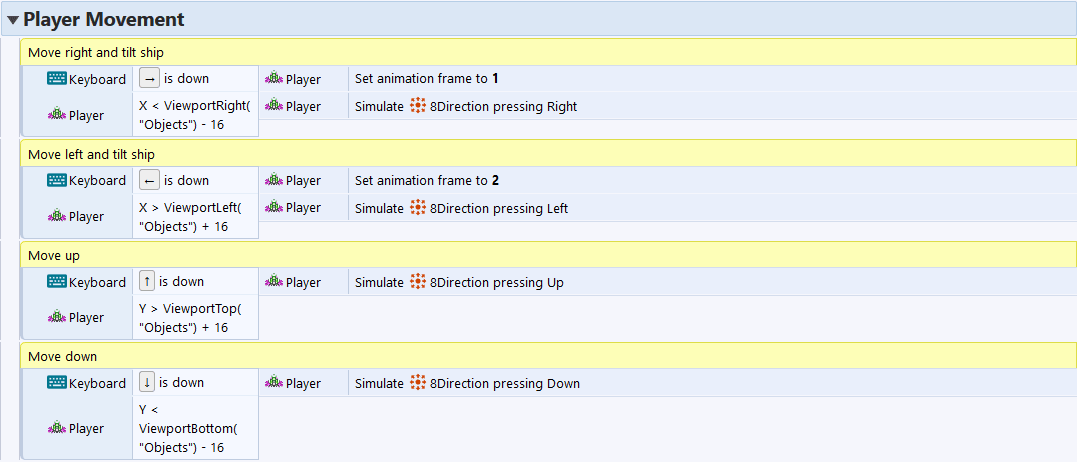 Player Movement
Move right and tilt ship
Keyboard → is down Player Set animation frame to 1
Player X < ViewportRight( Player Simulate 8Direction pressing Right
"Objects") - 16
Move left and tilt ship
Keyboard ← is down Player Set animation frame to 2
Player X > ViewportLeft( Player Simulate 8Direction pressing Left
"Objects") + 16
Move up
Keyboard ↑ is down Player Simulate 8Direction pressing Up
Player Y > ViewportTop(
"Objects") + 16
Move down
Keyboard ↓ is down Player Simulate 8Direction pressing Down
Y <
Player ViewportBottom(
"Objects") - 16